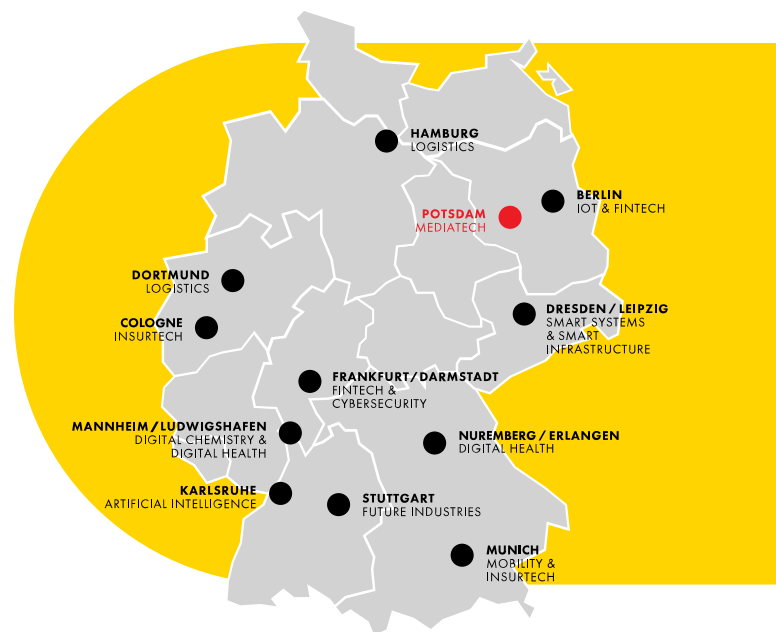 HAMBURG
LOGISTICS
BERLIN
IOT & FINTECH
POTSDAM
MEDIATECH
DORTMUND
LOGISTICS
COLOGNE
INSURTECH
DRESDEN / LEIPZIG
SMART SYSTEMS
& SMART
INFRASTRUCTURE
FRANKFURT/DARMSTADT
FINTECH &
CYBERSECURITY
MANNHEIM/LUDWIGSHAFEN
DIGITAL CHEMISTRY &
DIGITAL HEALTH
NUREMBERG / ERLANGEN
DIGITAL HEALTH
KARLSRUHE
ARTIFICIAL INTELLIGENCE
STUTTGART
FUTURE INDUSTRIES
MUNICH
MOBILITY &
INSURTECH